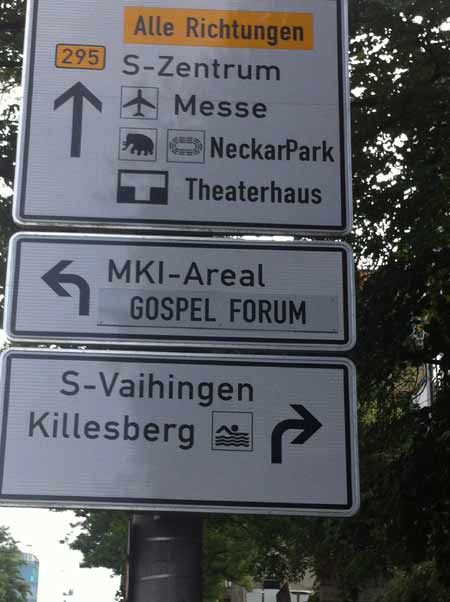 Alle Richtungen
295 S-Zentrum
Messe
NeckarPark
Theaterhaus
MKI-Areal
GOSPEL FORUM
S-Vaihingen
Killesberg